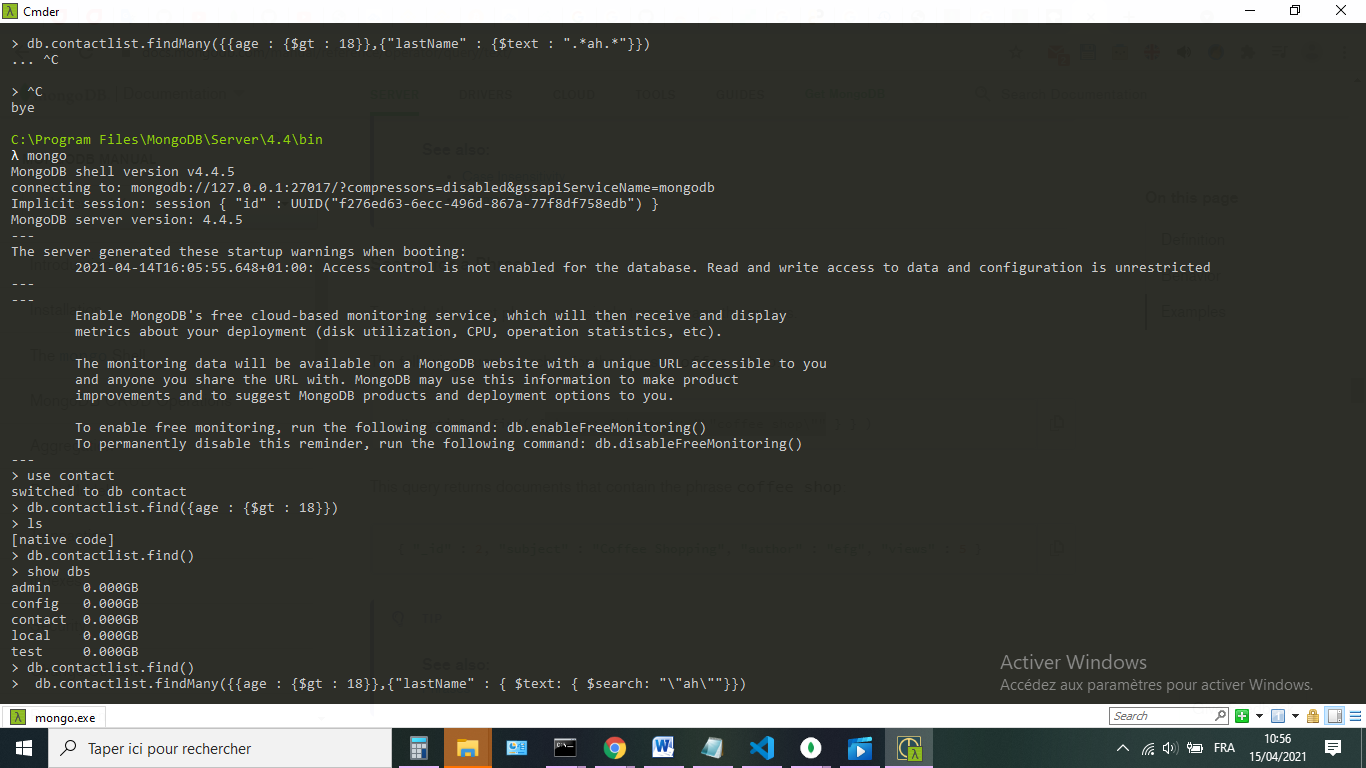 Cmder
> db.contactlist.findMany({{age : {$gt : 18}},{"lastName" : {$text : ".*ah.*"}})
... ^C
> ^C
bye
C:\Program Files\MongoDB\Server\4.4\bin
λ mongo
MongoDB shell version v4.4.5
connecting to: mongodb://127.0.0.1:27017/?compressors=disabled&gssapiServiceName=mongodb
Implicit session: session { "id" : UUID("f276ed63-6ecc-496d-867a-77f8df758edb") }
MongoDB server version: 4.4.5
---
The server generated these startup warnings when booting:
2021-04-14T16:05:55.648+01:00: Access control is not enabled for the database. Read and write access to data and configuration is unrestricted
---
---
Enable MongoDB's free cloud-based monitoring service, which will then receive and display
metrics about your deployment (disk utilization, CPU, operation statistics, etc).
The monitoring data will be available on a MongoDB website with a unique URL accessible to you
and anyone you share the URL with. MongoDB may use this information to make product
improvements and to suggest MongoDB products and deployment options to you.
To enable free monitoring, run the following command: db.enableFreeMonitoring()
To permanently disable this reminder, run the following command: db.disableFreeMonitoring()
---
> use contact
switched to db contact
> db.contactlist.find({age : {$gt : 18}})
> ls
[native code]
> db.contactlist.find()
> show dbs
admin 0.000GB
config 0.000GB
contact 0.000GB
local 0.000GB
test 0.000GB
> db.contactlist.find()
> db.contactlist.findMany({{age : {$gt : 18}},{"lastName" : { $text: { $search: "\"ah\""}})
See also:
On this page
Definition
Examples
coffee shop
See also:
Activer Windows
Accédez aux paramètres pour activer Windows.
mongo.exe
Search
Taper ici pour rechercher
FRA
10:56
15/04/2021